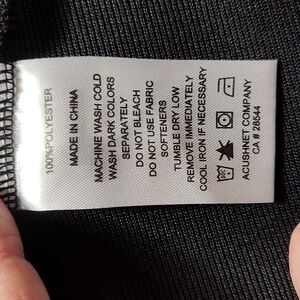 100%POLYESTER
MADE IN CHINA
MACHINE WASH COLD
WASH DARK COLORS
SEPARATELY
DO NOT BLEACH
DO NOT USE FABRIC
SOFTENERS
TUMBLE DRY LOW
REMOVE IMMEDIATELY
COOL IRON IF NECESSARY
ACUSHNET COMPANY
CA # 28544